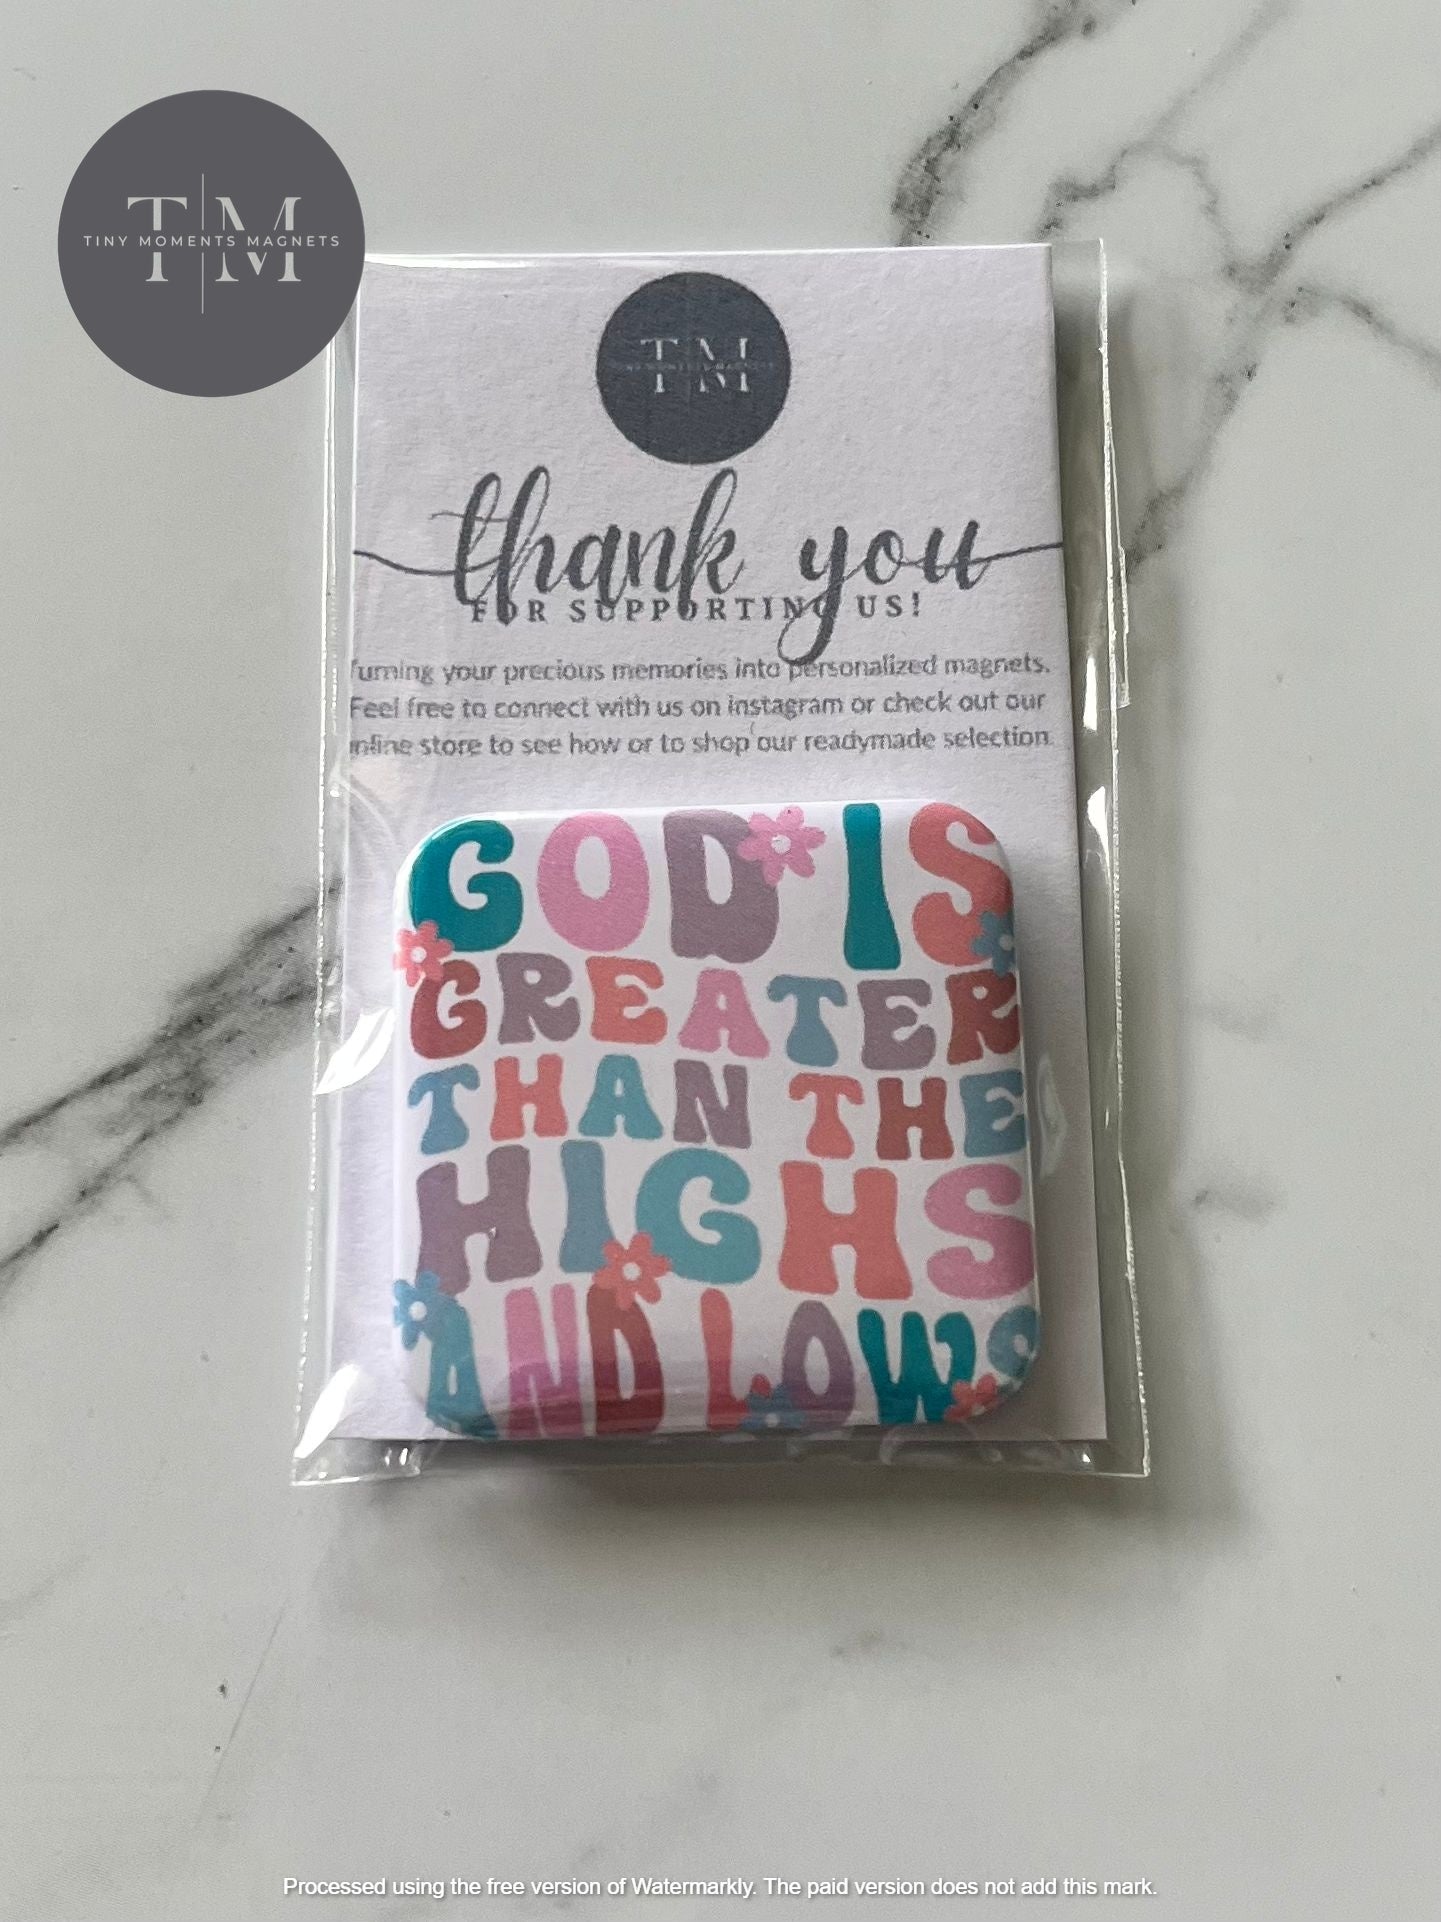 T M
TINY MOMENTS MAGNETS
T M
thank you
FOR SUPPORTING US!
Turning your precious memories into personalized magnets.
Feel free to connect with us on instagram or check out our
nline store to see how or to shop our readymade selection.
GOD IS
GREATER
THAN THE
HIGHS
AND LOWS
Processed using the free version of Watermarkly. The paid version does not add this mark.